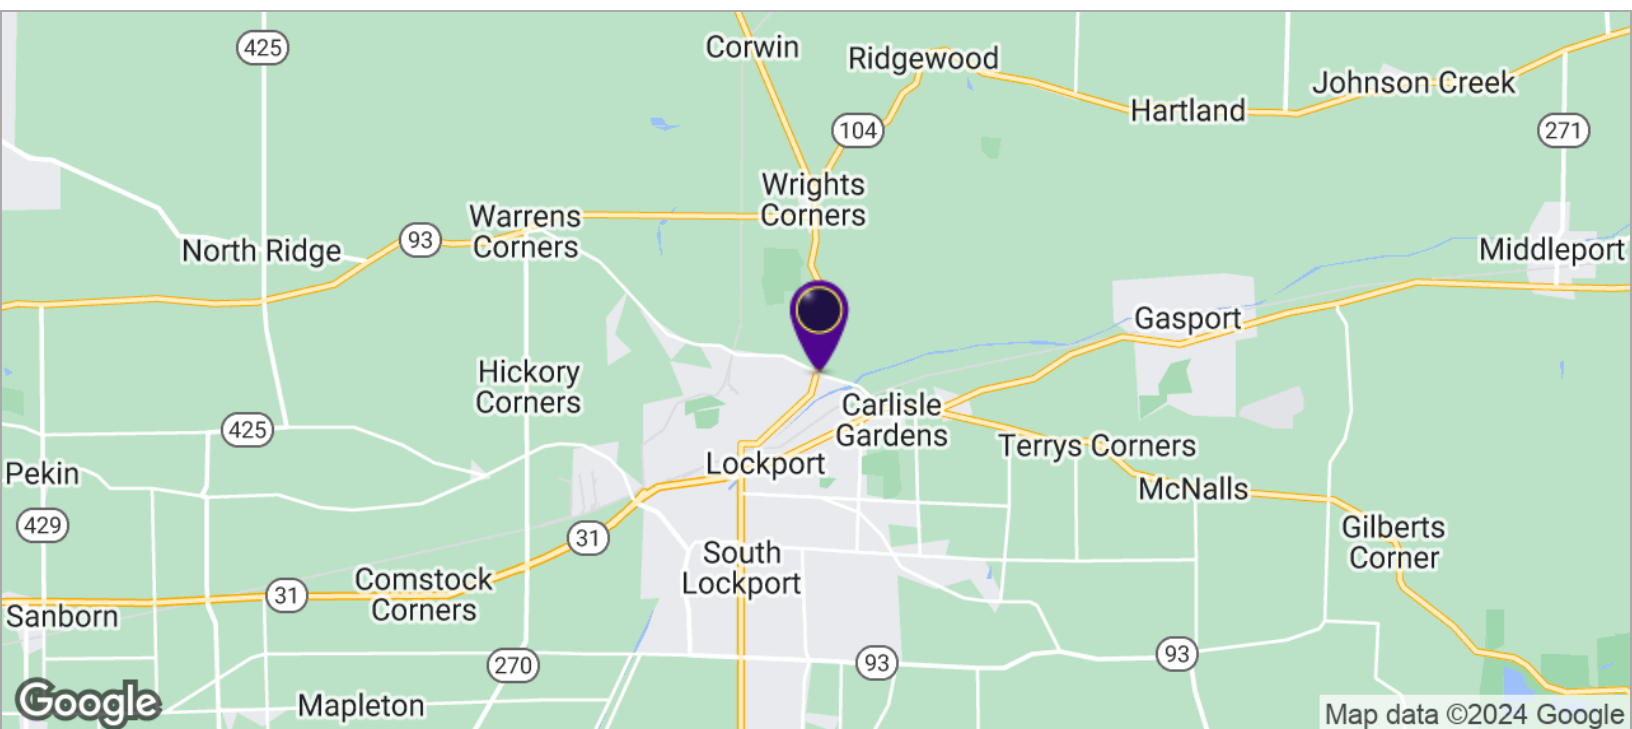 425
Corwin
Ridgewood
Johnson Creek
Hartland
104
271
Wrights
Corners
Warrens
Corners
93
North Ridge
Middleport
Gasport
Hickory
Corners
Carlisle
Gardens
425
Terrys Corners
Pekin
Lockport
McNalls
429
31
Gilberts
Corner
South
Lockport
Comstock
Corners
31
Sanborn
270
93
93
Google
Mapleton
Map data ©2024 Google